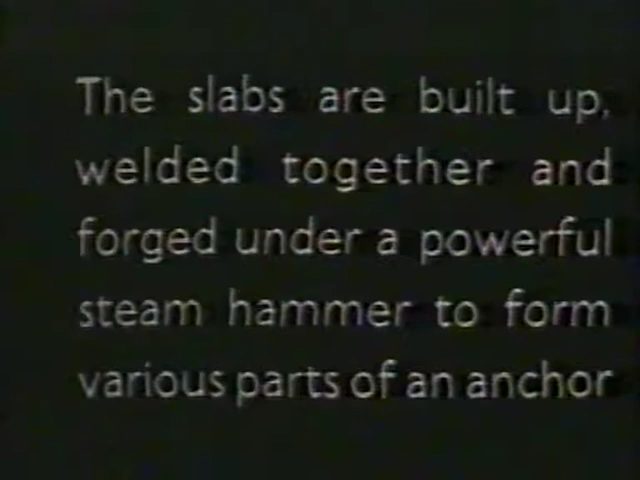 The slabs are built up,
welded together and
forged under a powerful
steam hammer to form
various parts of an anchor